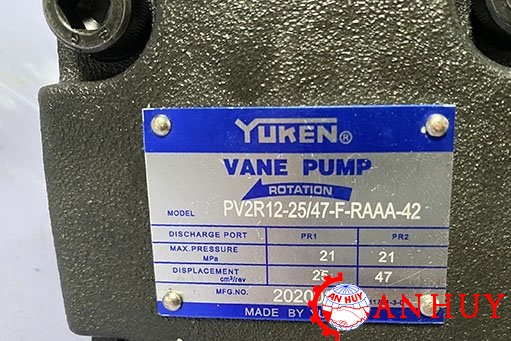 YUKEN®
VANE PUMP
ROTATION
MODEL PV2R12-25/47-F-RAAA-42
DISCHARGE PORT PR1 PR2
MAX.PRESSURE MPa 21 21
DISPLACEMENT cm³/rev 25 47
MFG.NO. 2020
MADE BY
AN HUY
ANHUY